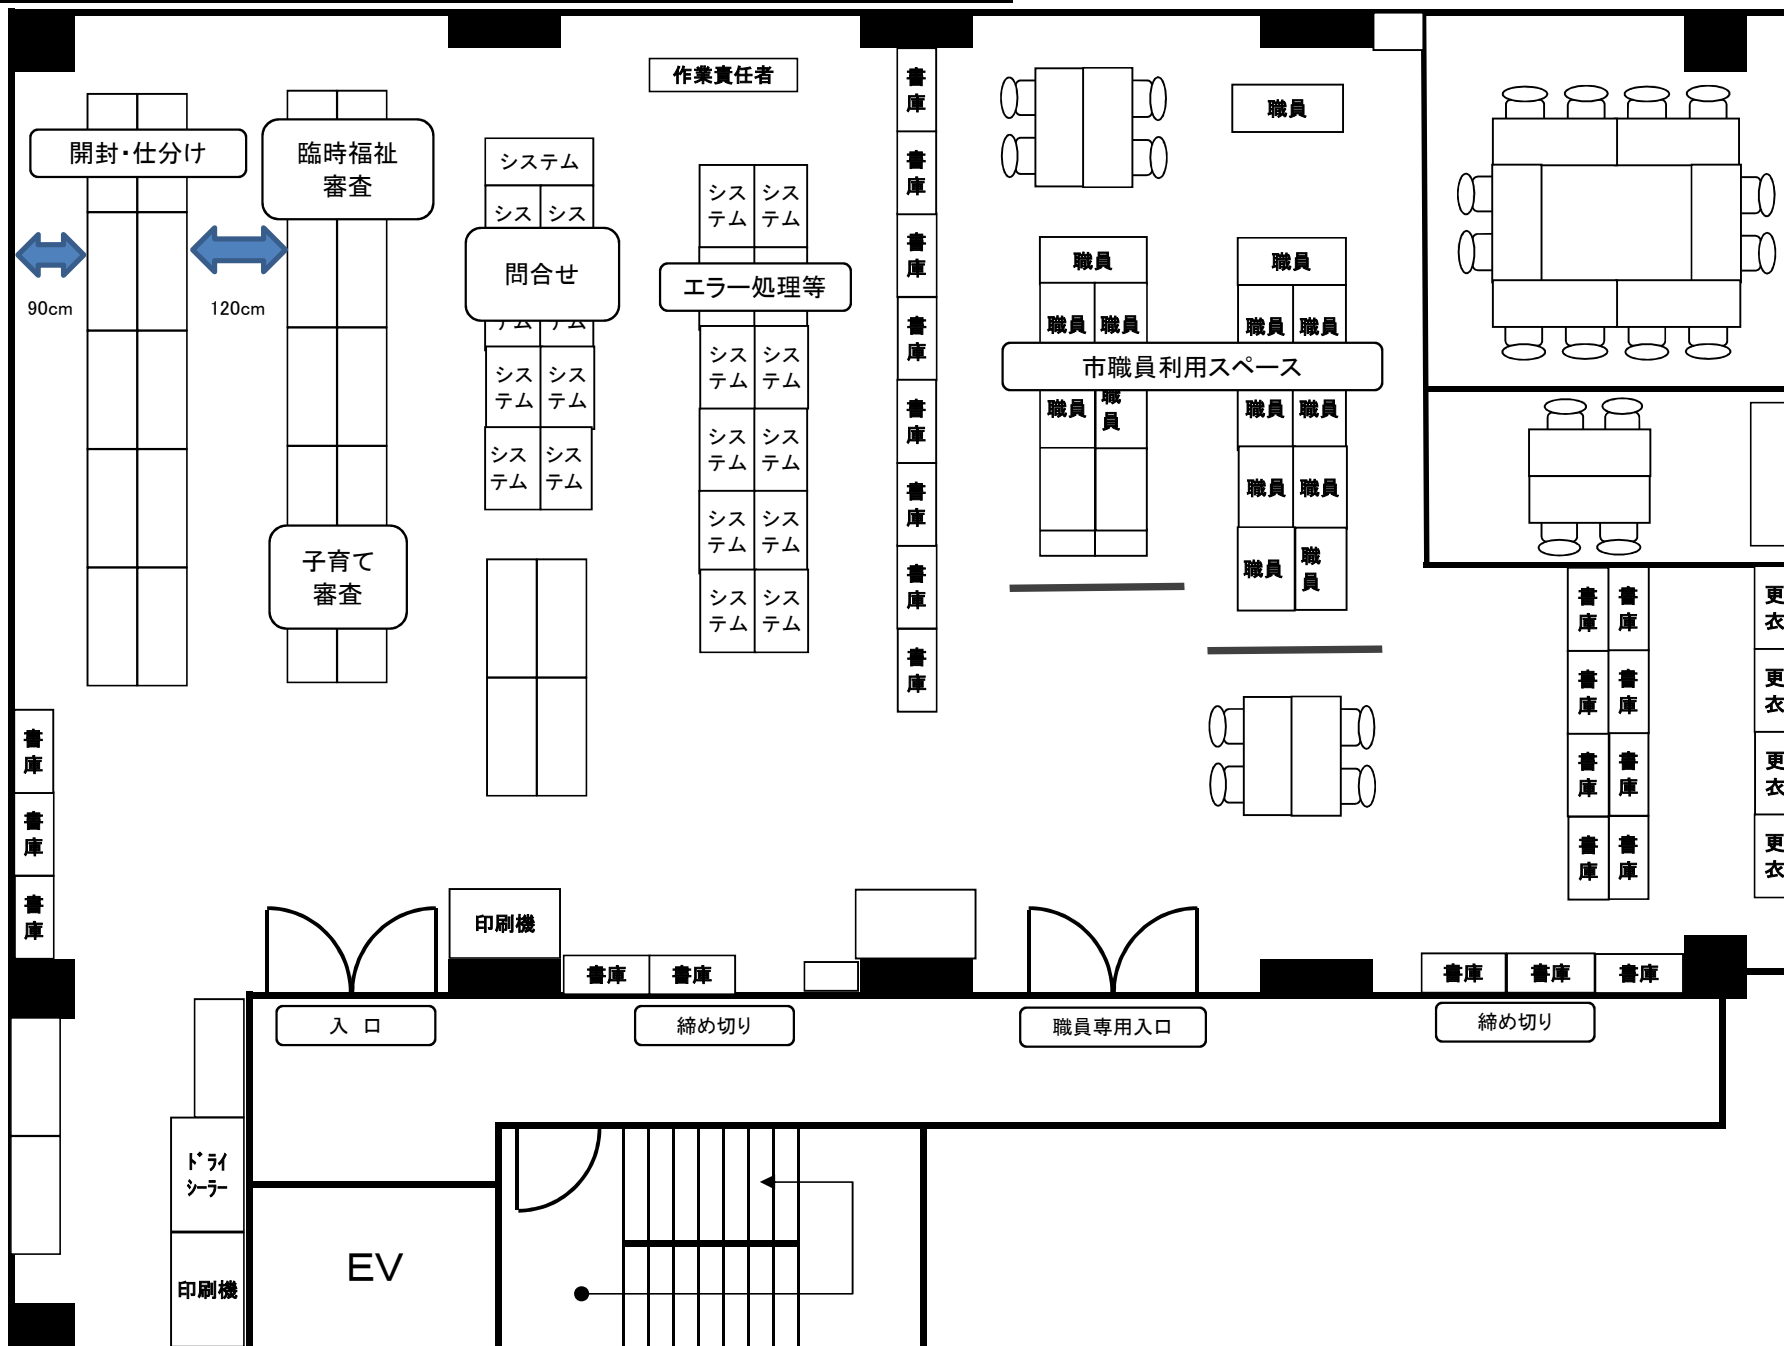 作業責任者
開封・仕分け
90cm
120cm
臨時福祉
審査
子育て
審査
システム
シス
シス
問合せ
テム
テム
シス
テム
シス
テム
シス
テム
シス
テム
シス
テム
シス
テム
エラー処理等
シス
テム
シス
テム
シス
テム
シス
テム
シス
テム
シス
テム
シス
テム
シス
テム
書
庫
書
庫
書
庫
書
庫
書
庫
書
庫
書
庫
書
庫
職員
職員
職員
職員
職員
職員
職員
市職員利用スペース
職員
職
員
職員
職員
職員
職員
職員
職
員
書
庫
書
庫
書
庫
書
庫
書
庫
書
庫
書
庫
書
庫
更
衣
更
衣
更
衣
更
衣
書
庫
書
庫
書
庫
印刷機
書庫
書庫
書庫
書庫
書庫
入 口
締め切り
職員専用入口
締め切り
ﾄﾞﾗｲ
ｼｰﾗｰ
印刷機
EV